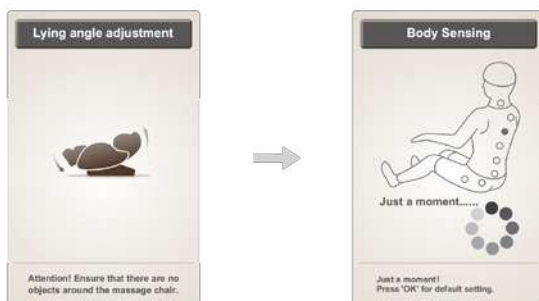 Lying angle adjustment
Attention! Ensure that there are no
objects around the massage chair.
Body Sensing
Just a moment......
Just a moment!
Press 'OK' for default setting.